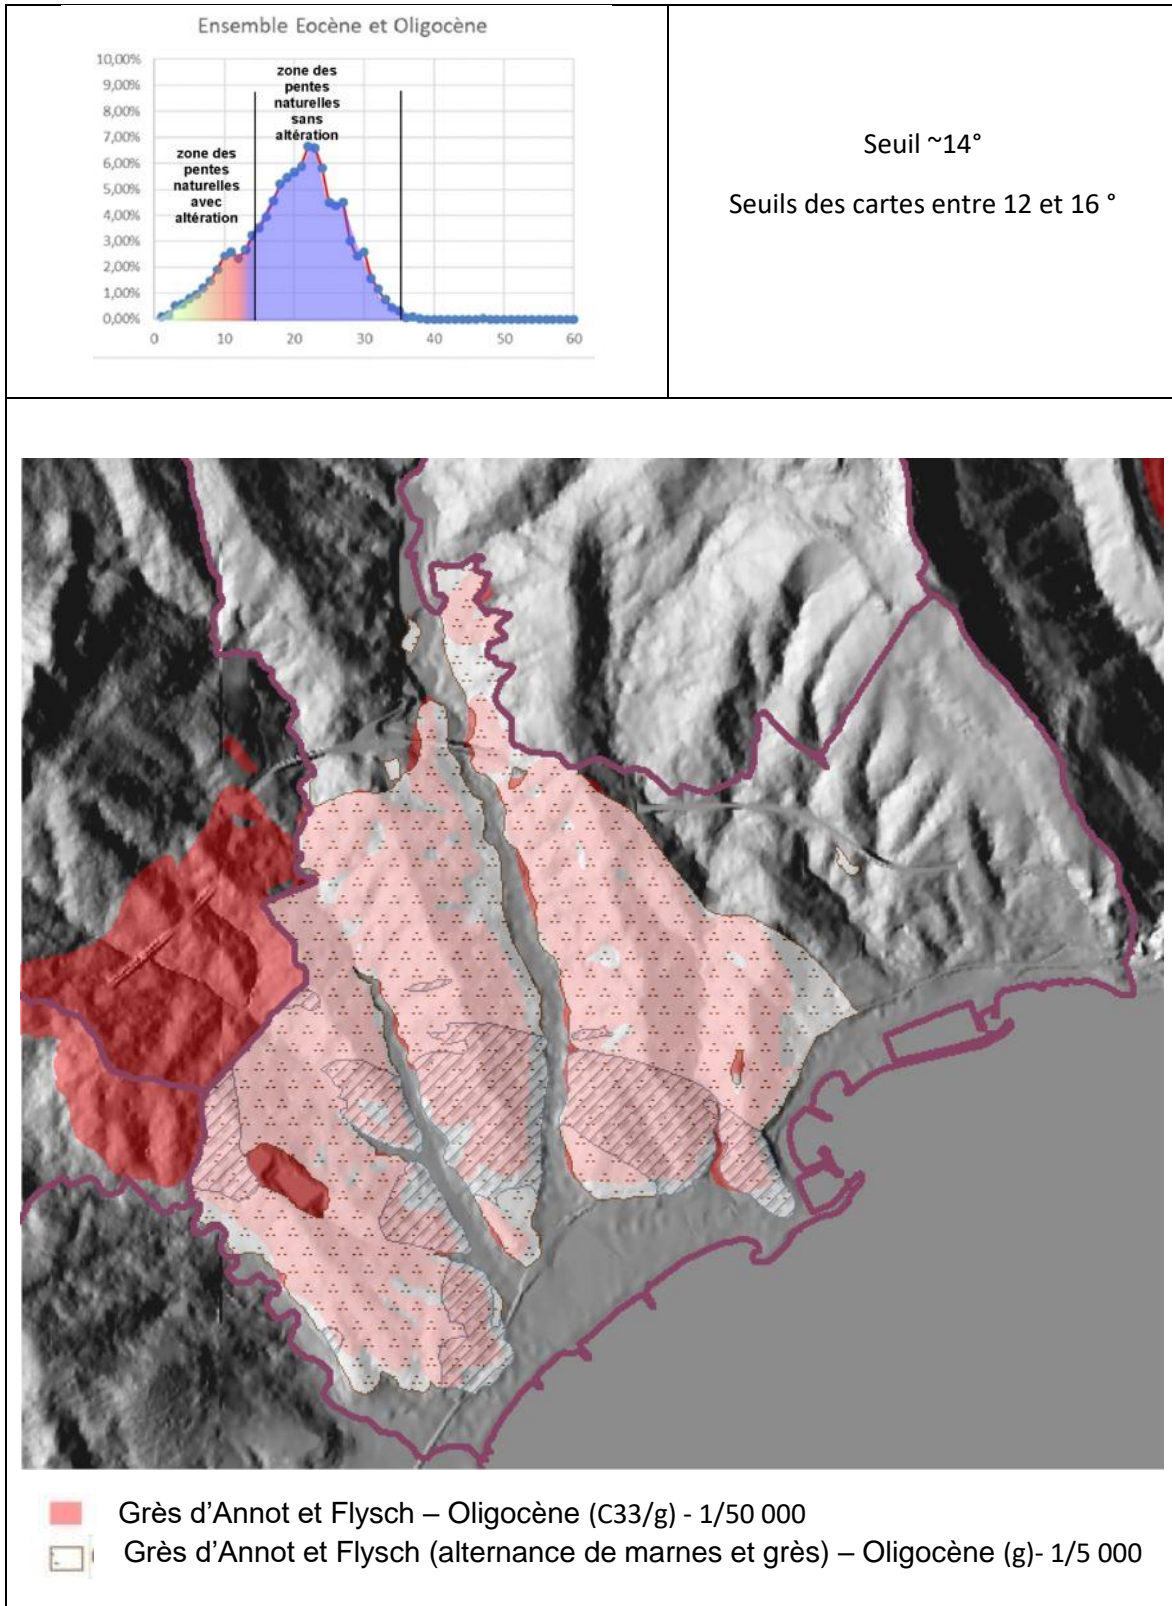 Ensemble Eocène et Oligocène
10,00%
9,00%
8,00%
7,00%
6,00%
5,00%
4,00%
3,00%
2,00%
1,00%
0,00%
zone des
pentes
naturelles
avec
altération
zone des
pentes
naturelles
sans
altération
0 10 20 30 40 50 60
Seuil ~14°
Seuils des cartes entre 12 et 16 °
Grès d'Annot et Flysch – Oligocène (C33/g) - 1/50 000
Grès d'Annot et Flysch (alternance de marnes et grès) – Oligocène (g)- 1/5 000